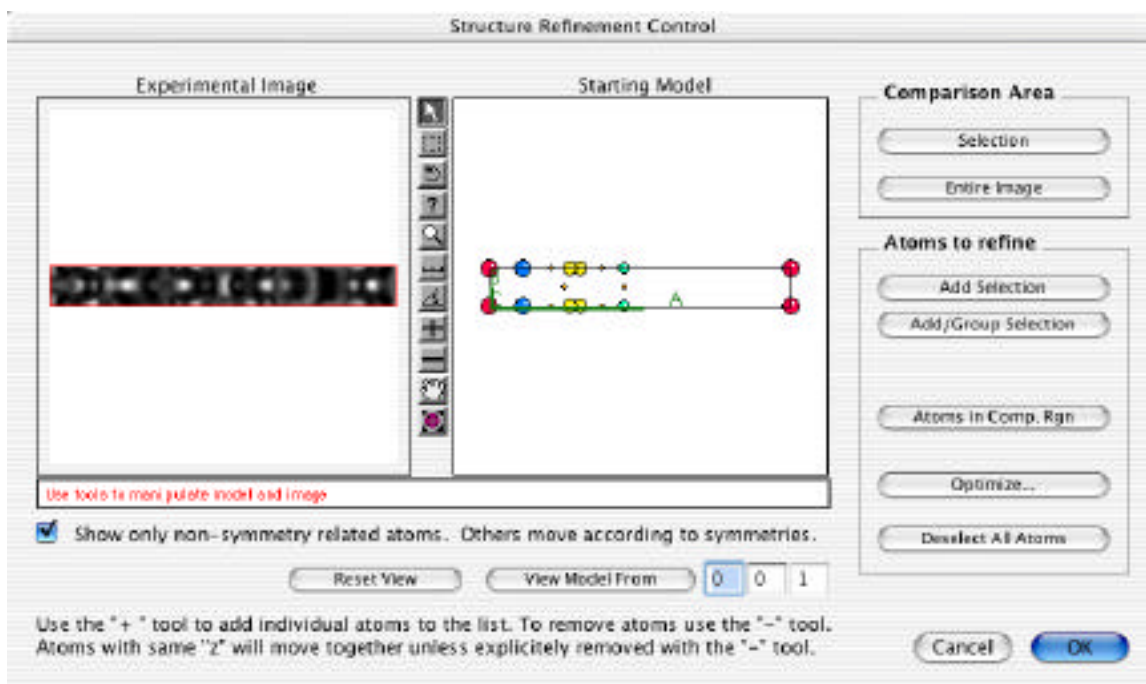 Structure Refinement Control
Experimental Image
Starting Model
Comparison Area
Selection
Entire Image
?
A
Atoms to refine
Add Selection
Add/Group Selection
Atoms in Comp. Rgn
Optimize...
Deselect All Atoms
Use tools to manipulate model and image
Show only non-symmetry related atoms. Others move according to symmetries.
Reset View
View Model From
0 0 1
Use the "+ " tool to add individual atoms to the list. To remove atoms use the "-" tool.
Atoms with same "z" will move together unless explicitely removed with the "-" tool.
Cancel
OK